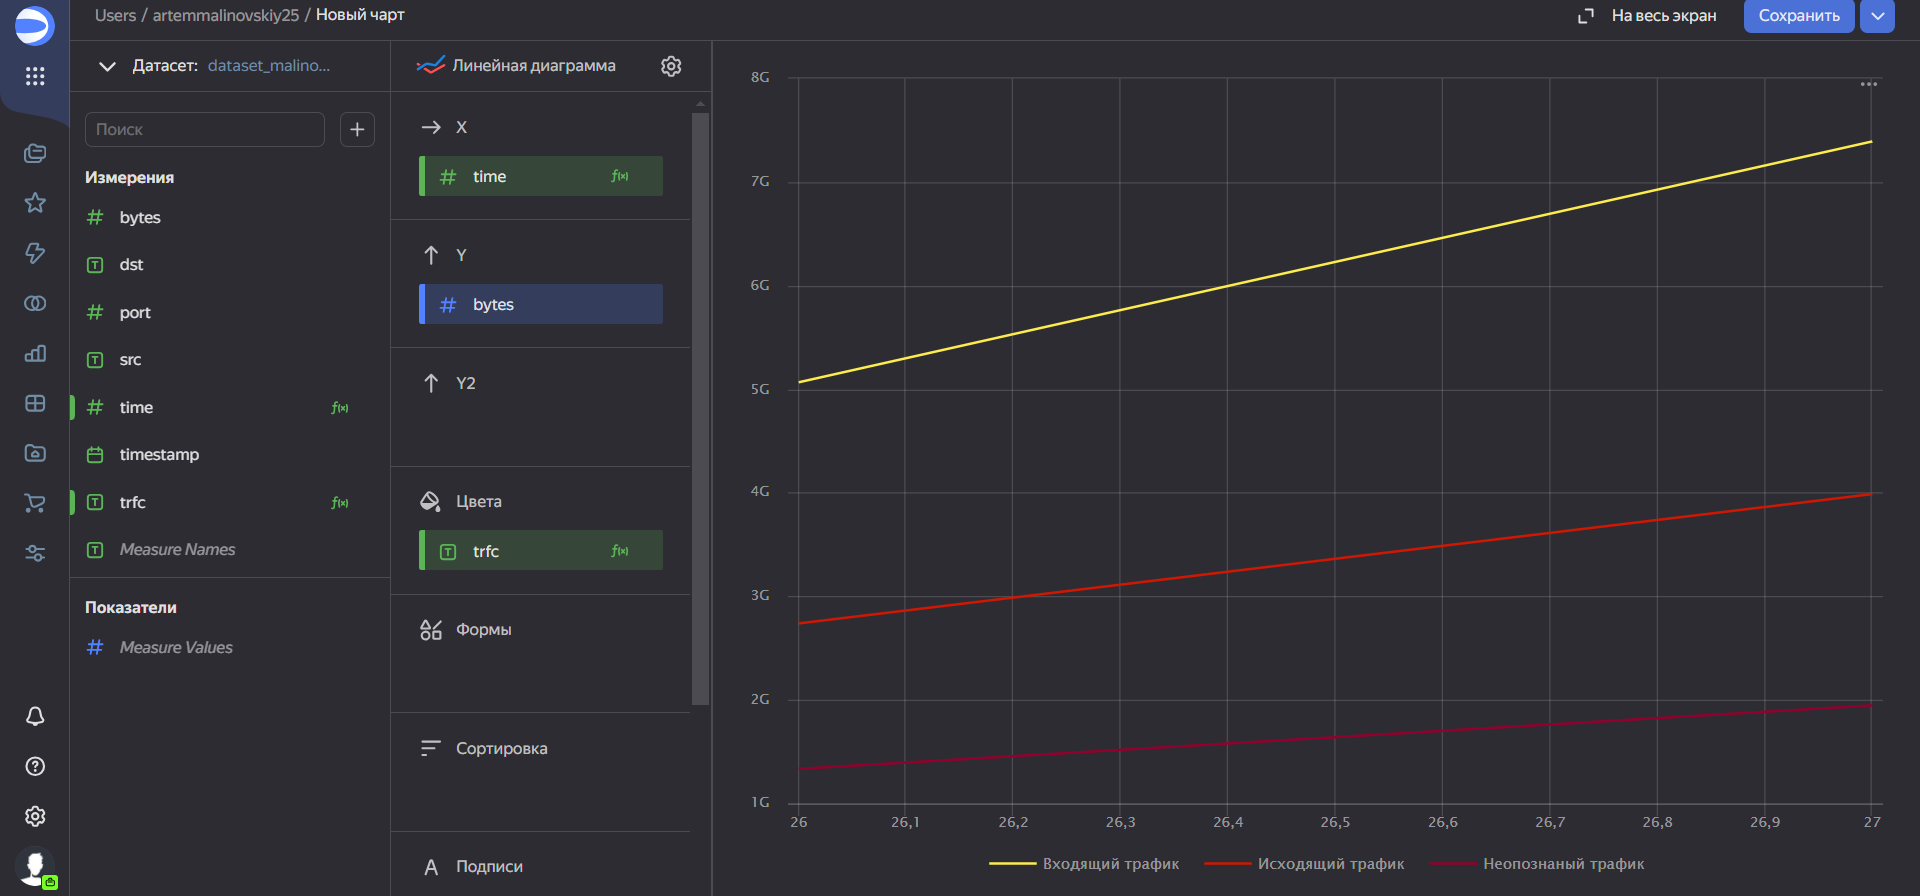 Users / artemmalinovskiy25 / Новый чарт
На весь экран
Сохранить
Датасет: dataset_malino...
Поиск
Измерения
bytes
dst
port
src
time
timestamp
trfc
Measure Names
Показатели
Measure Values
Линейная диаграмма
X
time
Y
bytes
Y2
Цвета
trfc
Формы
Сортировка
Подписи
8G
7G
6G
5G
4G
3G
2G
1G
26 26,1 26,2 26,3 26,4 26,5 26,6 26,7 26,8 26,9 27
Входящий трафик Исходящий трафик Неопознаный трафик